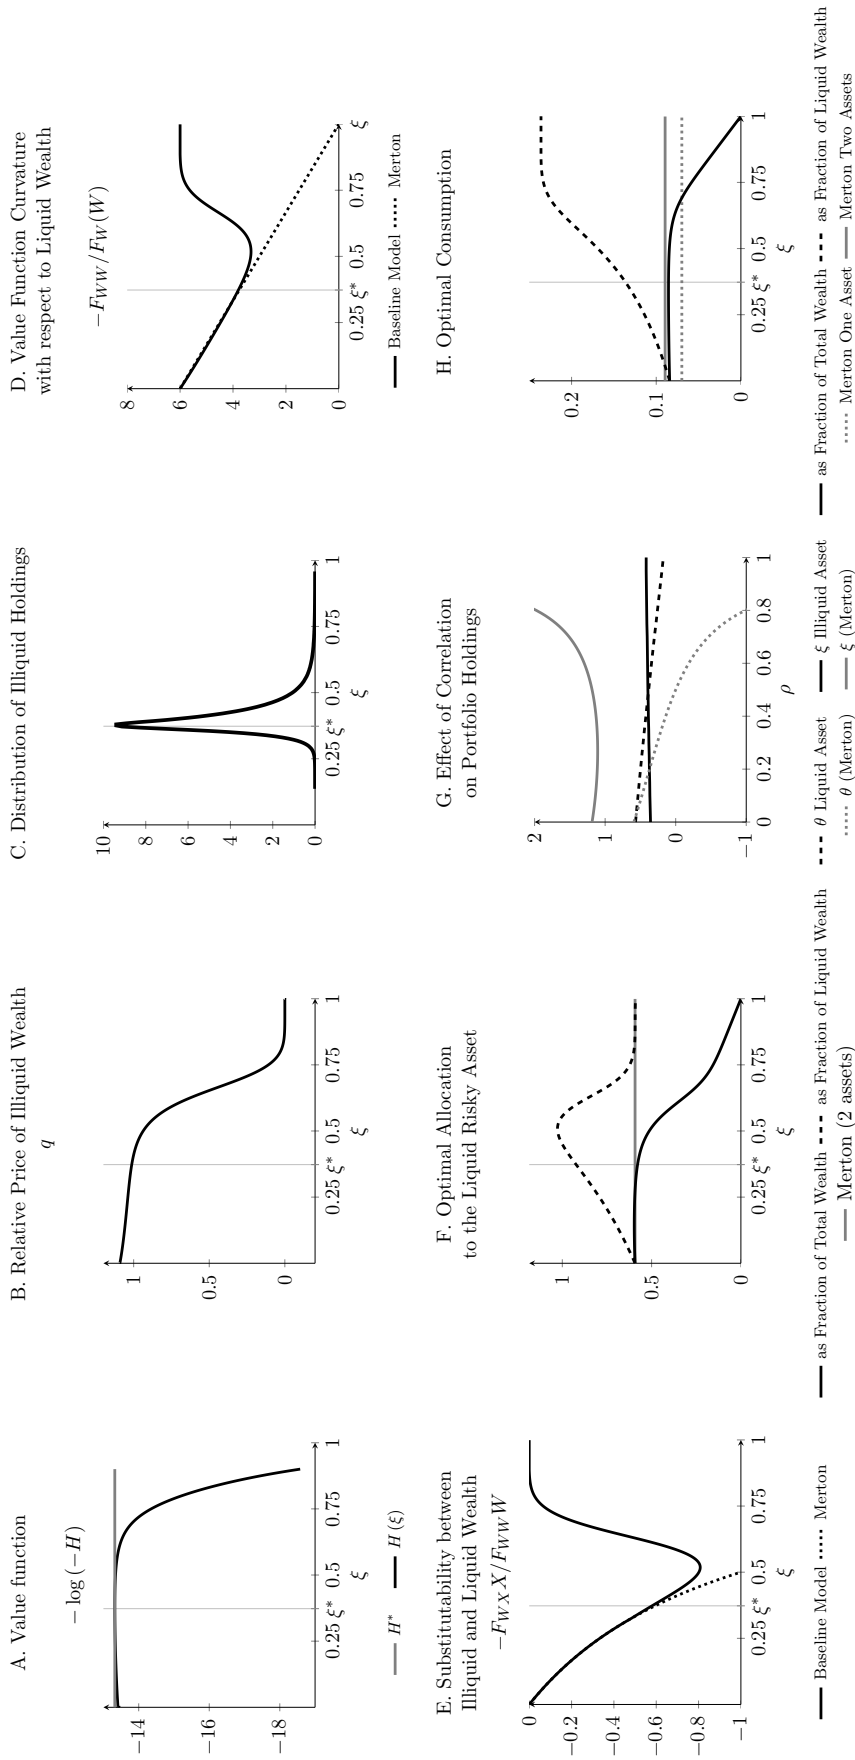 A. Value function
− log (−H)
−14
−16
−18
0.25 ξ* 0.5 0.75 1
ξ
H* H (ξ)
B. Relative Price of Illiquid Wealth
q
1
0.5
0
0.25 ξ* 0.5 0.75 1
ξ
C. Distribution of Illiquid Holdings
10
8
6
4
2
0
0.25 ξ* 0.5 0.75 1
ξ
D. Value Function Curvature
with respect to Liquid Wealth
−F_{WW}/F_W(W)
8
6
4
2
0
0.25 ξ* 0.5 0.75 ξ
Baseline Model Merton
E. Substitutability between
Illiquid and Liquid Wealth
−F_{WX}X/F_{WW}W
0
−0.2
−0.4
−0.6
−0.8
−1
0.25 ξ* 0.5 0.75 1
ξ
Baseline Model Merton
F. Optimal Allocation
to the Liquid Risky Asset
1
0.5
0
0.25 ξ* 0.5 0.75 1
ξ
as Fraction of Total Wealth as Fraction of Liquid Wealth
Merton (2 assets)
G. Effect of Correlation
on Portfolio Holdings
2
1
0
−1
0 0.2 0.4 0.6 0.8 1
ρ
θ Liquid Asset ξ Illiquid Asset
θ (Merton) ξ (Merton)
H. Optimal Consumption
0.2
0.1
0
0.25 ξ* 0.5 0.75 1
ξ
as Fraction of Total Wealth as Fraction of Liquid Wealth
Merton One Asset Merton Two Assets